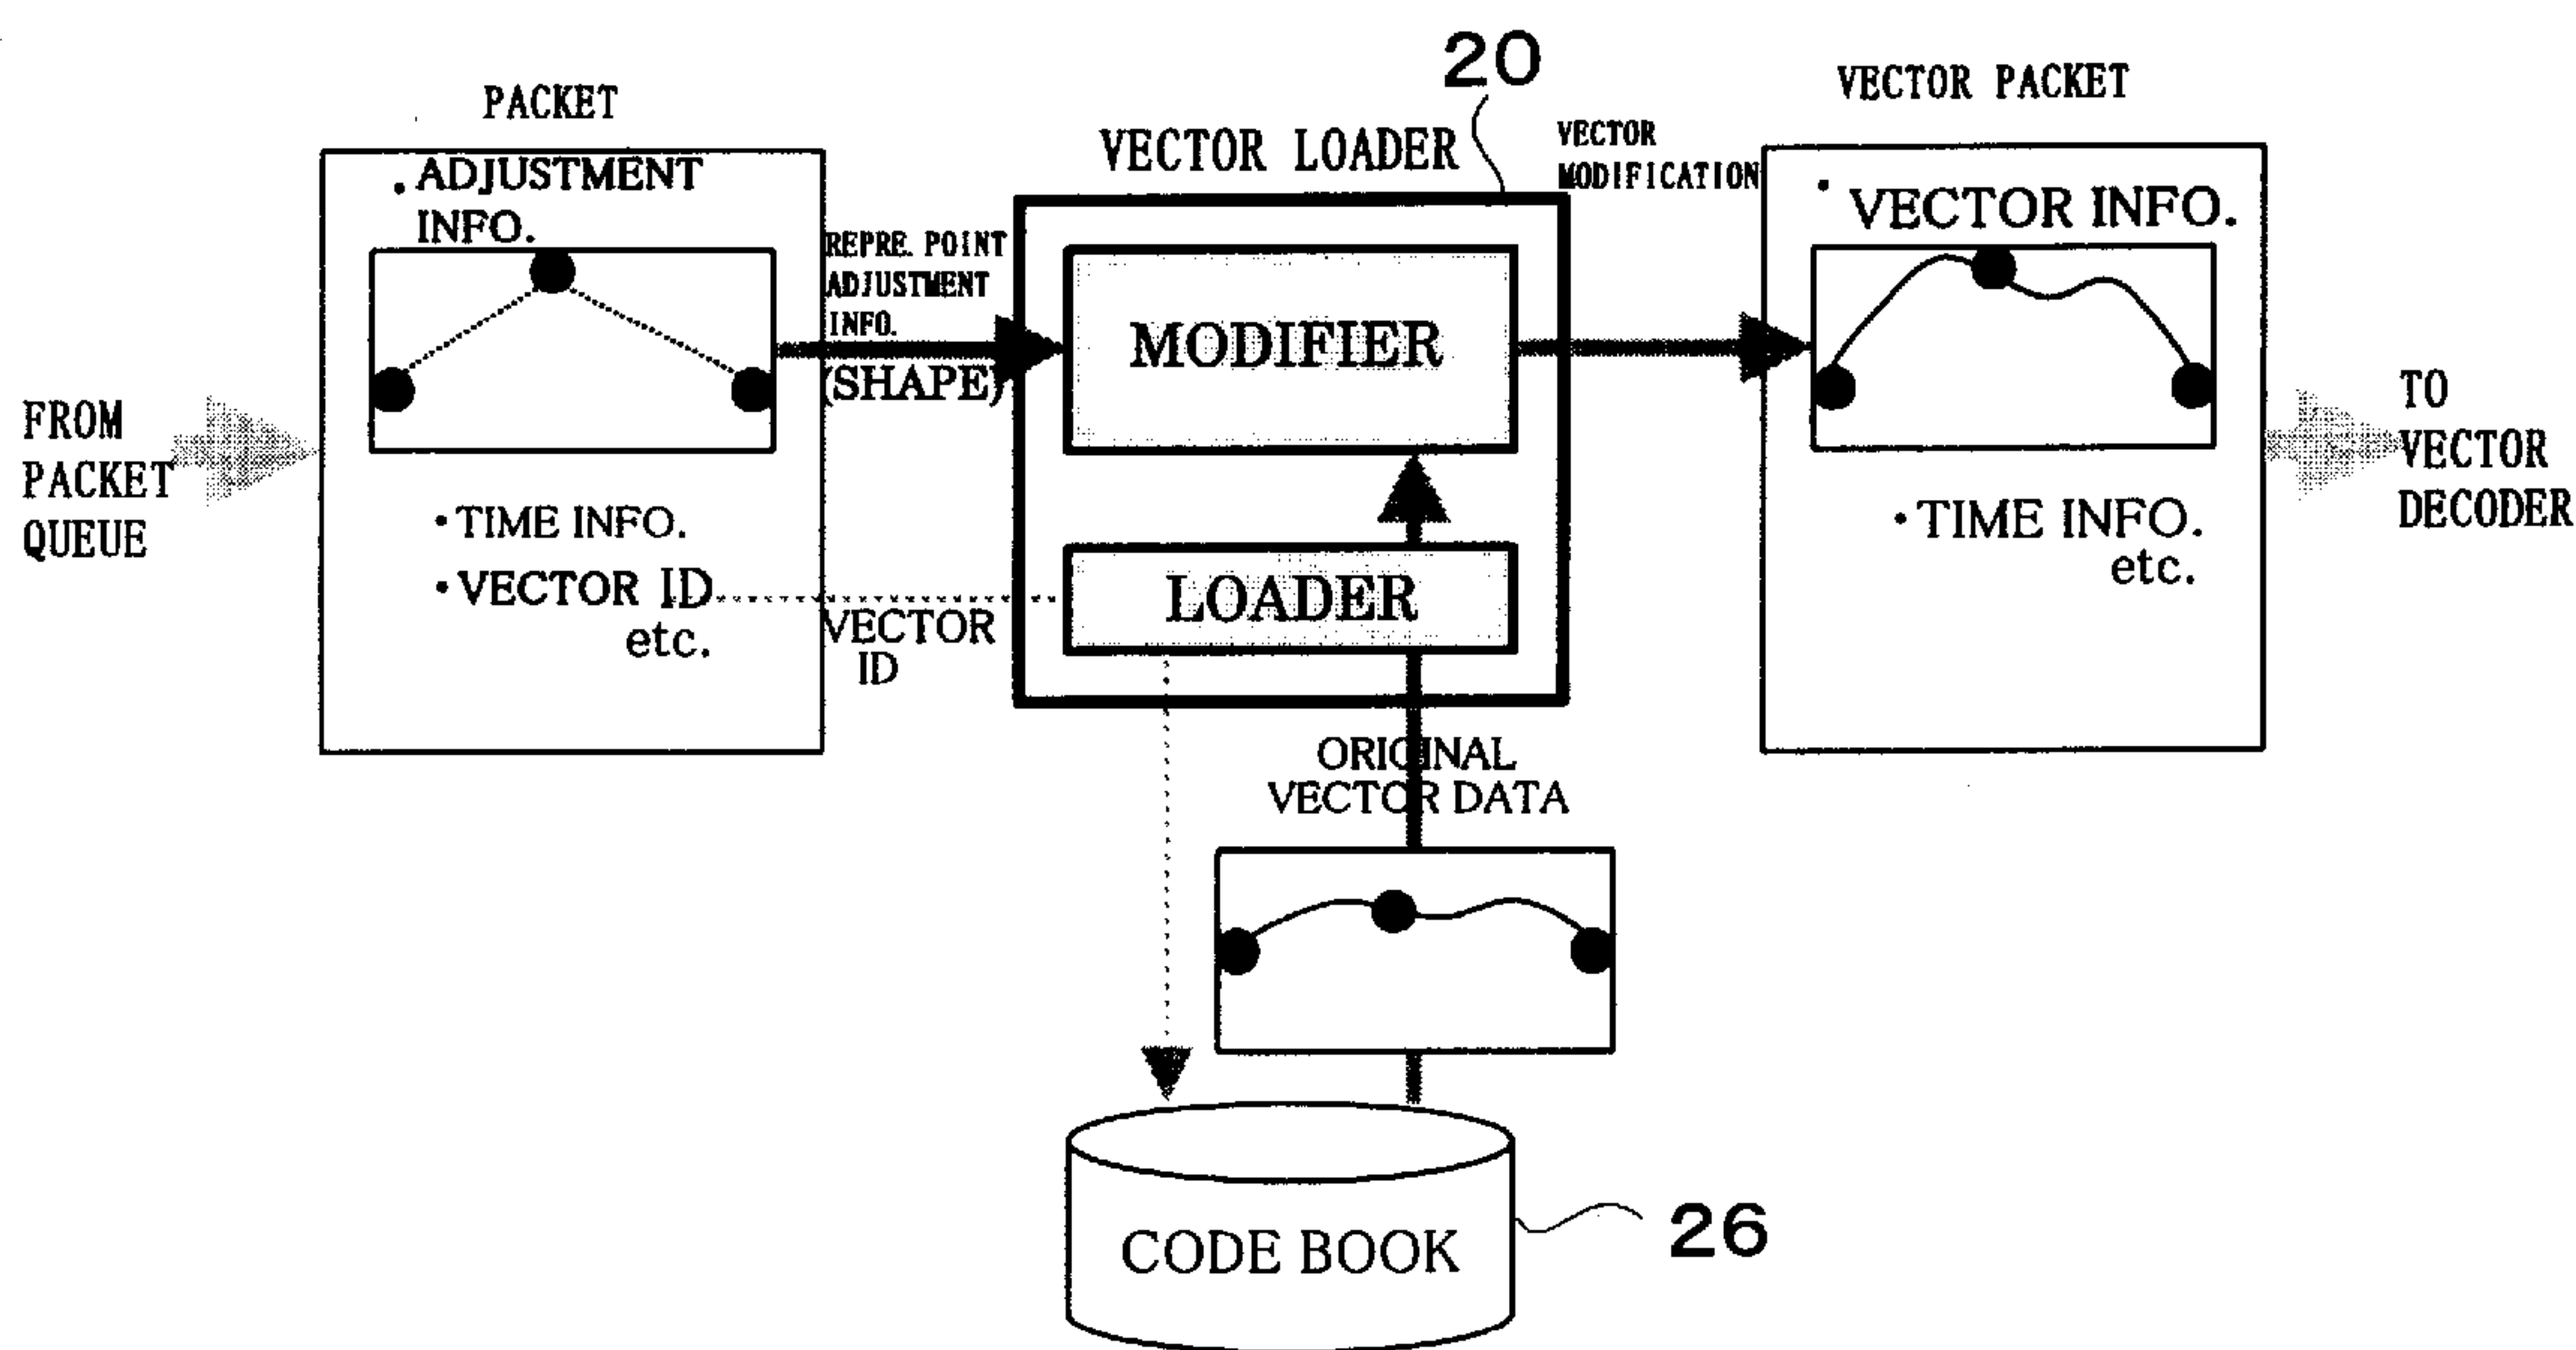 20
PACKET
VECTOR LOADER
VECTOR
MODIFICATION
VECTOR PACKET
FROM
PACKET
QUEUE
· ADJUSTMENT
INFO.
· TIME INFO.
· VECTOR ID
etc.
REPRE. POINT
ADJUSTMENT
INFO.
(SHAPE)
VECTOR
ID
MODIFIER
LOADER
· VECTOR INFO.
· TIME INFO.
etc.
TO
VECTOR
DECODER
ORIGINAL
VECTOR DATA
CODE BOOK
26